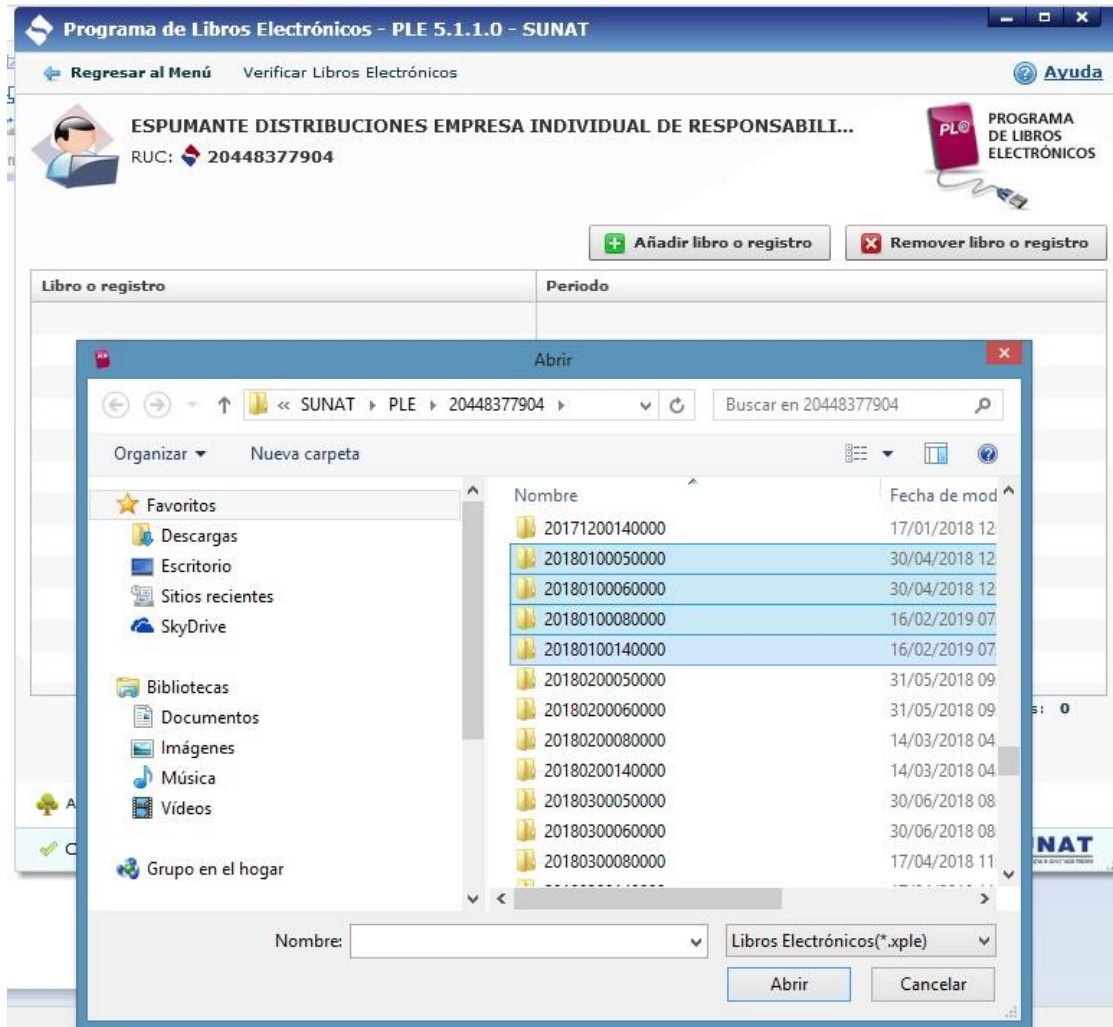 Programa de Libros Electrónicos - PLE 5.1.1.0 - SUNAT
Regresar al Menú Verificar Libros Electrónicos Ayuda
ESPUMANTE DISTRIBUCIONES EMPRESA INDIVIDUAL DE RESPONSABILI...
RUC: 20448377904
PLE
PROGRAMA
DE LIBROS
ELECTRÓNICOS
Añadir libro o registro Remover libro o registro
Libro o registro Periodo
Abrir
« SUNAT PLE 20448377904 Buscar en 20448377904
Organizar Nueva carpeta
Nombre Fecha de mod
Favoritos
Descargas
Escritorio
Sitios recientes
SkyDrive
Bibliotecas
Documentos
Imágenes
Música
Vídeos
Grupo en el hogar
20171200140000 17/01/2018 12:
20180100050000 30/04/2018 12
20180100060000 30/04/2018 12:
20180100080000 16/02/2019 07
20180100140000 16/02/2019 07
20180200050000 31/05/2018 09
20180200060000 31/05/2018 09
20180200080000 14/03/2018 04
20180200140000 14/03/2018 04
20180300050000 30/06/2018 08
20180300060000 30/06/2018 08
20180300080000 17/04/2018 11
s: 0
A
C
NAT
Nombre: Libros Electrónicos(*.xple)
Abrir Cancelar